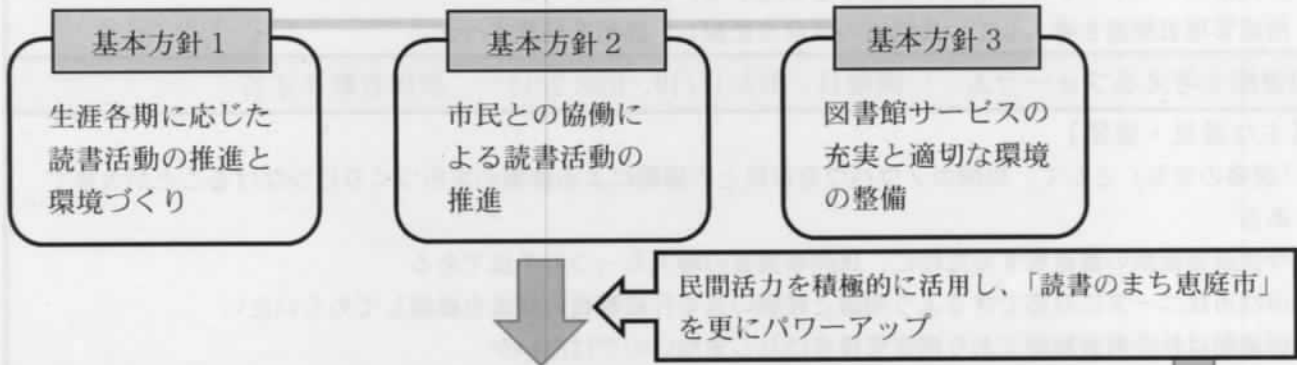 基本方針1
生涯各期に応じた
読書活動の推進と
環境づくり
基本方針2
市民との協働に
よる読書活動の
推進
基本方針3
図書館サービスの
充実と適切な環境
の整備
民間活力を積極的に活用し、「読書のまち恵庭市」
を更にパワーアップ